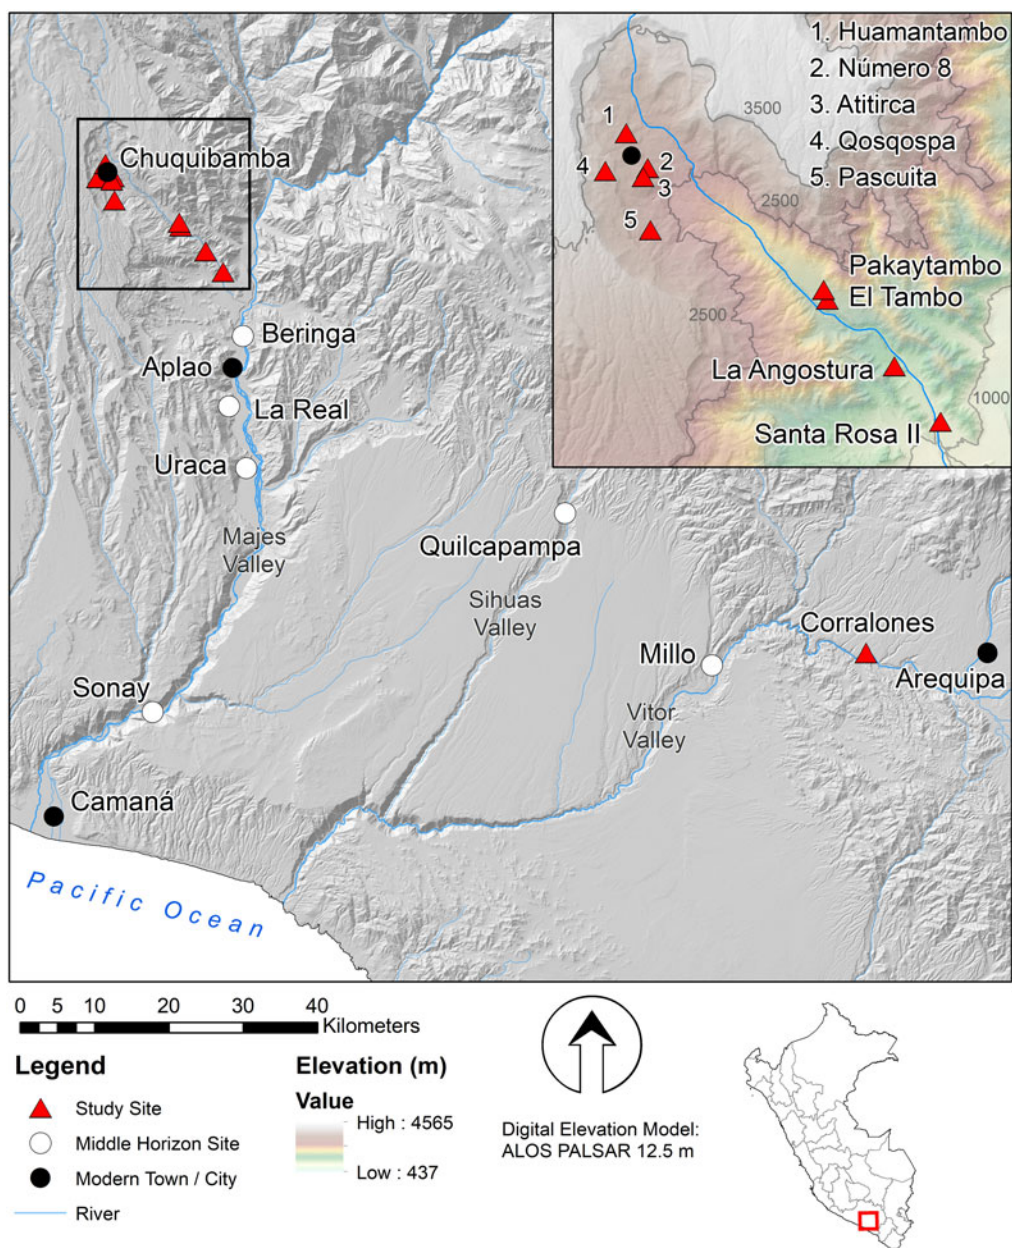 1. Huamantambo
2. Número 8
3. Atitirca
4. Qosqospa
5. Pascuita
3500
2500
2500
1000
1
2
3
4
5
Pakaytambo
El Tambo
La Angostura
Santa Rosa II
Chuquibamba
Beringa
Aplao
La Real
Uraca
Majes
Valley
Quilcapampa
Sihuas
Valley
Corralones
Millo
Arequipa
Vitor
Valley
Sonay
Camaná
Pacific Ocean
0 5 10 20 30 40
Kilometers
Legend
Study Site
Middle Horizon Site
Modern Town / City
River
Elevation (m)
Value
High : 4565
Low : 437
Digital Elevation Model:
ALOS PALSAR 12.5 m